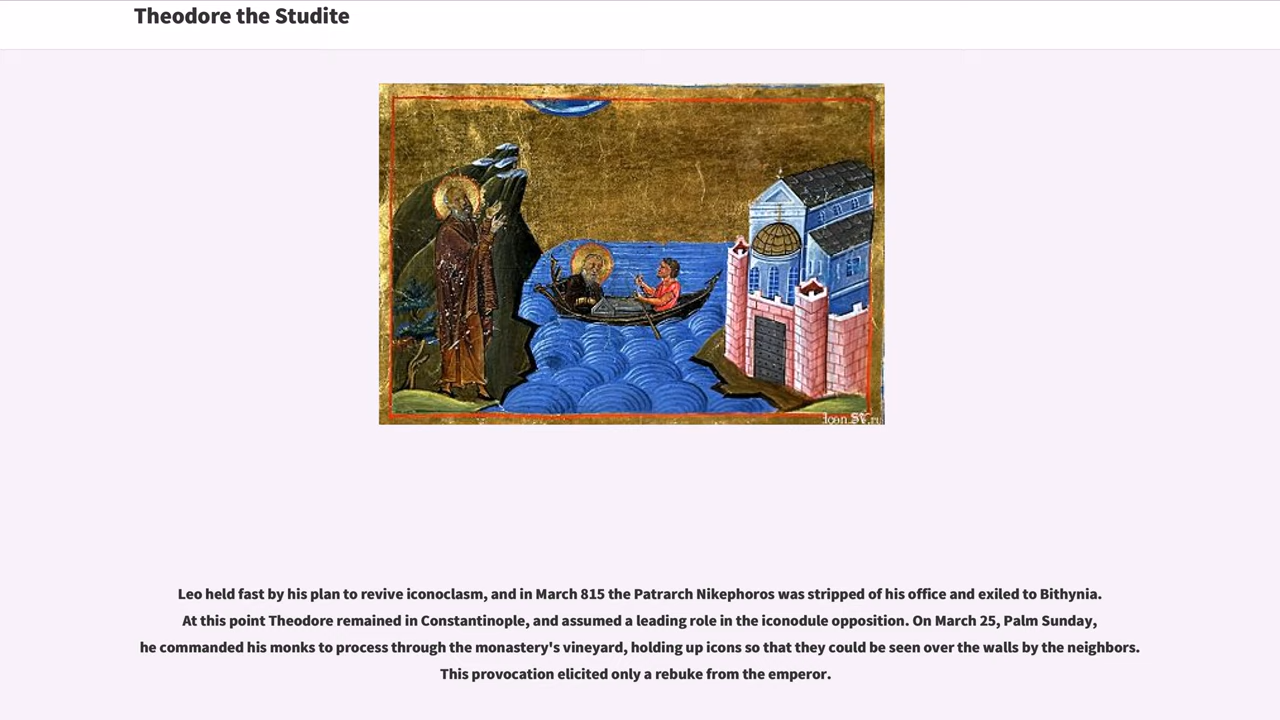 Theodore the Studite
Icon.SV.ru
Leo held fast by his plan to revive iconoclasm, and in March 815 the Patrarch Nikephoros was stripped of his office and exiled to Bithynia.
At this point Theodore remained in Constantinople, and assumed a leading role in the iconodule opposition. On March 25, Palm Sunday,
he commanded his monks to process through the monastery's vineyard, holding up icons so that they could be seen over the walls by the neighbors.
This provocation elicited only a rebuke from the emperor.